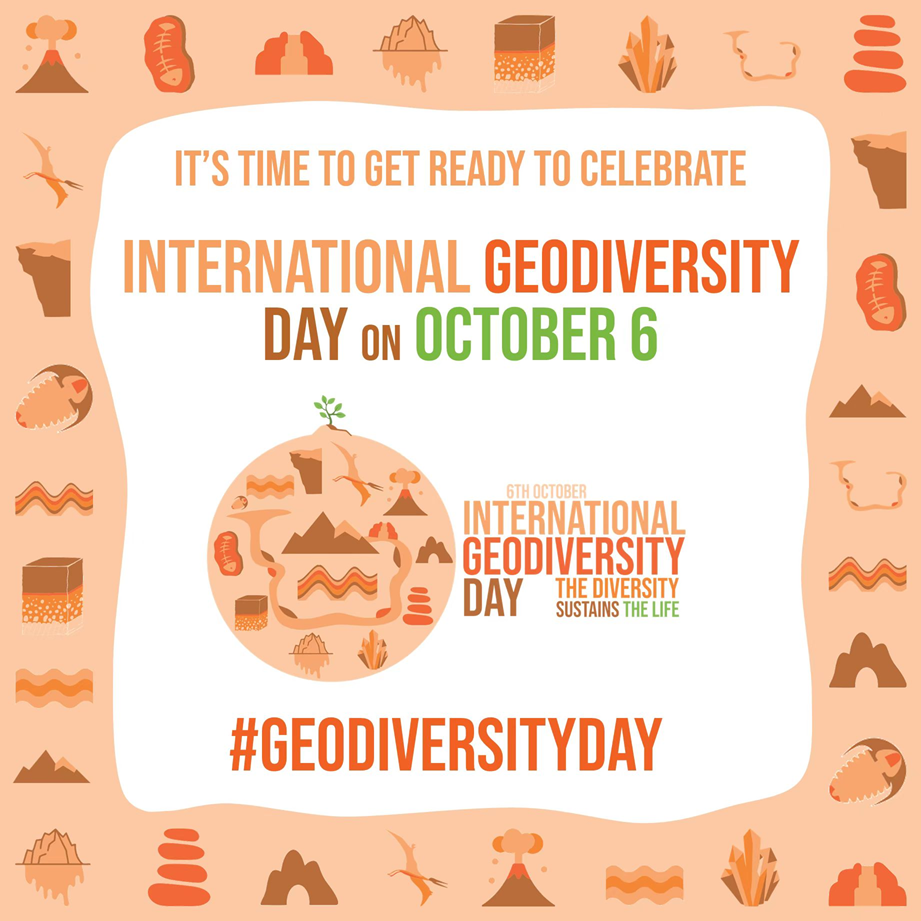 IT'S TIME TO GET READY TO CELEBRATE
INTERNATIONAL GEODIVERSITY
DAY ON OCTOBER 6
6TH OCTOBER
INTERNATIONAL
GEODIVERSITY
DAY
THE DIVERSITY
SUSTAINS THE LIFE
#GEODIVERSITYDAY